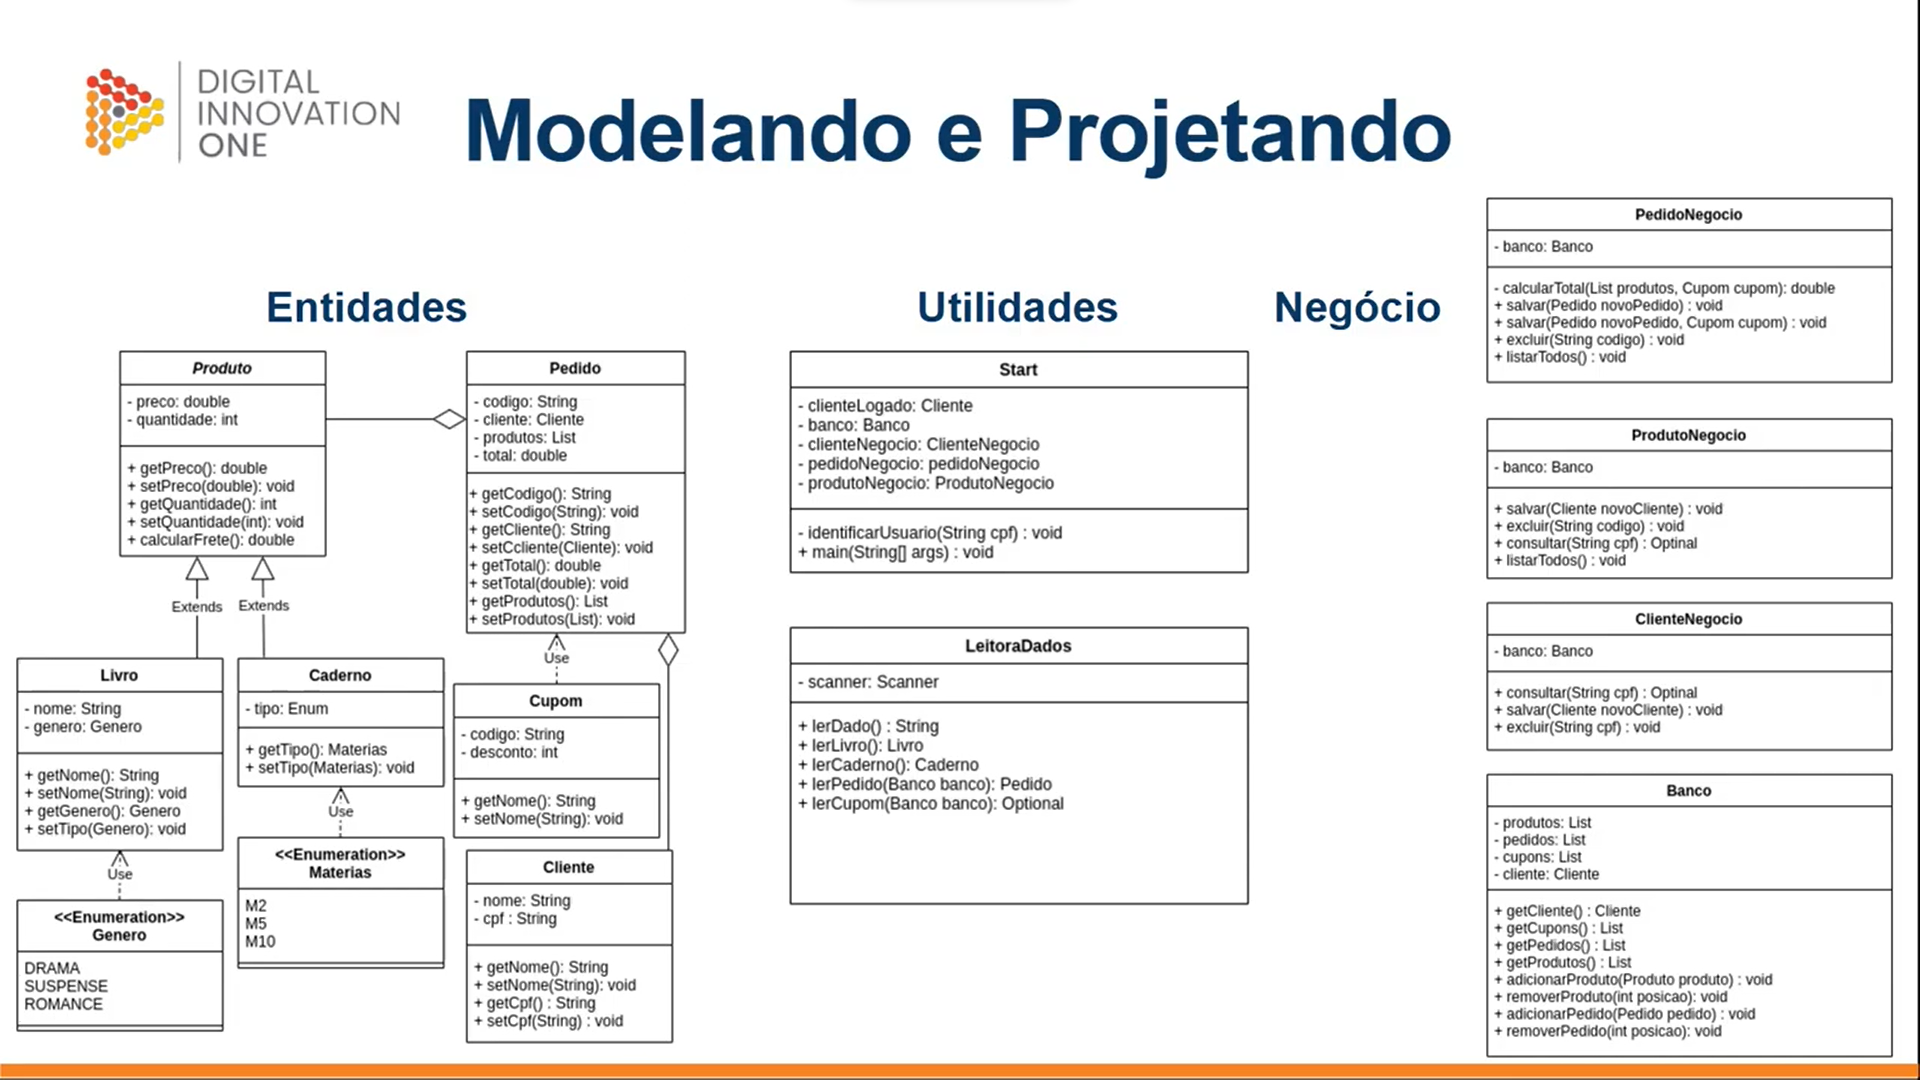 DIGITAL
INNOVATION
ONE
Modelando e Projetando
Entidades
Utilidades
Negócio
Produto
- preco: double
- quantidade: int
+ getPreco(): double
+ setPreco(double): void
+ getQuantidade(): int
+ setQuantidade(int): void
+ calcularFrete(): double
Extends
Extends
Pedido
- codigo: String
- cliente: Cliente
- produtos: List
- total: double
+ getCodigo(): String
+ setCodigo(String): void
+ getCliente(): String
+ setCcliente(Cliente): void
+ getTotal(): double
+ setTotal(double): void
+ getProdutos(): List
+ setProdutos(List): void
Use
Livro
- nome: String
- genero: Genero
+ getNome(): String
+ setNome(String): void
+ getGenero(): Genero
+ setTipo(Genero): void
Use
<<Enumeration>>
Genero
DRAMA
SUSPENSE
ROMANCE
Caderno
- tipo: Enum
+ getTipo(): Materias
+ setTipo(Materias): void
Use
<<Enumeration>>
Materias
M2
M5
M10
Cupom
- codigo: String
- desconto: int
+ getNome(): String
+ setNome(String): void
Cliente
- nome: String
- cpf : String
+ getNome(): String
+ setNome(String): void
+ getCpf() : String
+ setCpf(String) : void
Start
- clienteLogado: Cliente
- banco: Banco
- clienteNegocio: ClienteNegocio
- pedidoNegocio: pedidoNegocio
- produtoNegocio: ProdutoNegocio
- identificarUsuario(String cpf) : void
+ main(String[] args) : void
LeitoraDados
- scanner: Scanner
+ lerDado() : String
+ lerLivro(): Livro
+ lerCaderno(): Caderno
+ lerPedido(Banco banco): Pedido
+ lerCupom(Banco banco): Optional
PedidoNegocio
- banco: Banco
- calcularTotal(List produtos, Cupom cupom): double
+ salvar(Pedido novoPedido) : void
+ salvar(Pedido novoPedido, Cupom cupom) : void
+ excluir(String codigo) : void
+ listarTodos() : void
ProdutoNegocio
- banco: Banco
+ salvar(Cliente novoCliente) : void
+ excluir(String codigo) : void
+ consultar(String cpf) : Optinal
+ listarTodos() : void
ClienteNegocio
- banco: Banco
+ consultar(String cpf) : Optinal
+ salvar(Cliente novoCliente) : void
+ excluir(String cpf) : void
Banco
- produtos: List
- pedidos: List
- cupons: List
- cliente: Cliente
+ getCliente() : Cliente
+ getCupons() : List
+ getPedidos() : List
+ getProdutos() : List
+ adicionarProduto(Produto produto) : void
+ removerProduto(int posicao): void
+ adicionarPedido(Pedido pedido) : void
+ removerPedido(int posicao): void